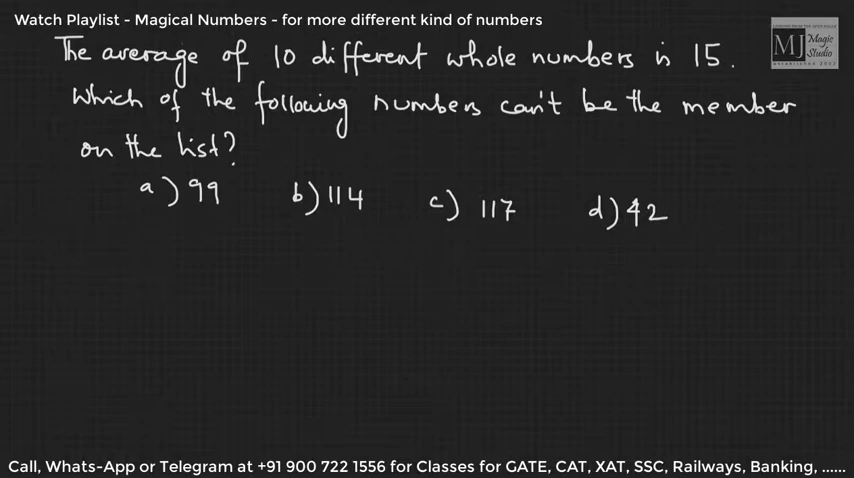 Watch Playlist - Magical Numbers - for more different kind of numbers
MJ Magic Studio
The average of 10 different whole numbers is 15.
Which of the following numbers can't be the member
on the list?
a) 99 b) 114 c) 117 d) 42
Call, Whats-App or Telegram at +91 900 722 1556 for Classes for GATE, CAT, XAT, SSC, Railways, Banking, ......